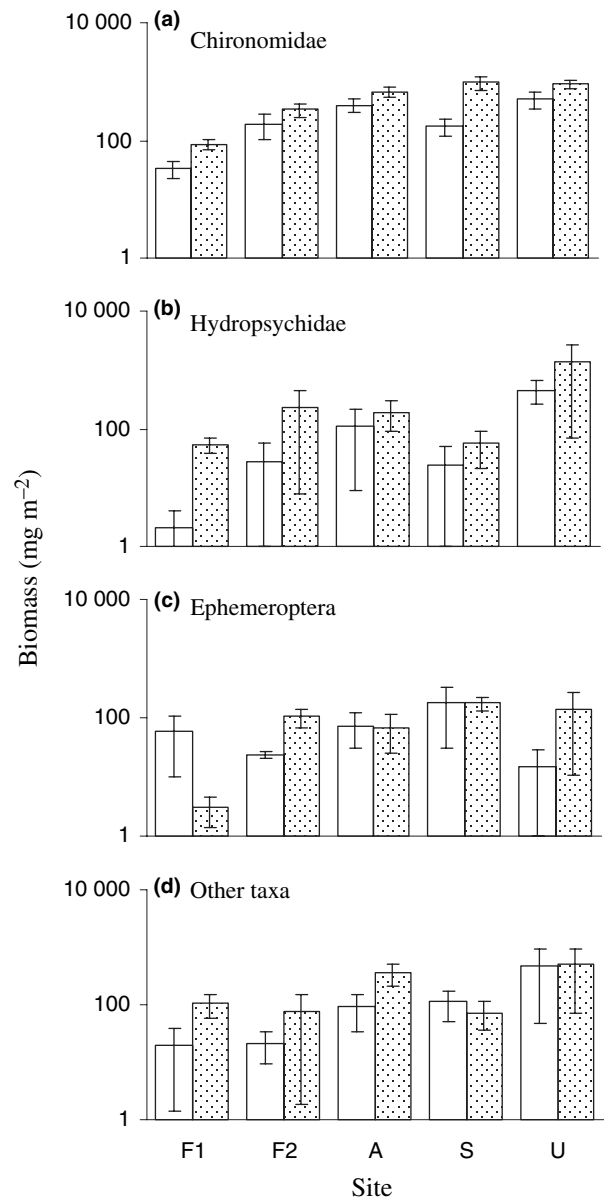 (a) Chironomidae
10 000
100
1
(b) Hydropsychidae
10 000
100
1
(c) Ephemeroptera
10 000
100
1
(d) Other taxa
10 000
100
1
Biomass (mg m−2)
F1 F2 A S U
Site